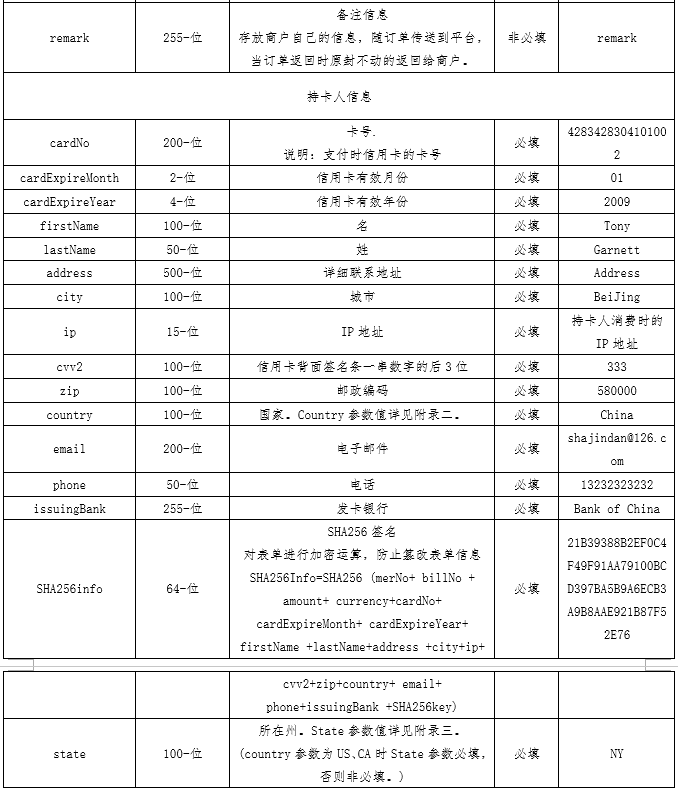 remark 255-位 备注信息
存放商户自己的信息，随订单传送到平台，
当订单返回时原封不动的返回给商户。 非必填 remark
持卡人信息
cardNo 200-位 卡号.
说明：支付时信用卡的卡号 必填 428342830410100
2
cardExpireMonth 2-位 信用卡有效月份 必填 01
cardExpireYear 4-位 信用卡有效年份 必填 2009
firstName 100-位 名 必填 Tony
lastName 50-位 姓 必填 Garnett
address 500-位 详细联系地址 必填 Address
city 100-位 城市 必填 BeiJing
ip 15-位 IP 地址 必填 持卡人消费时的
IP 地址
cvv2 100-位 信用卡背面签名条一串数字的后 3 位 必填 333
zip 100-位 邮政编码 必填 580000
country 100-位 国家。Country 参数值详见附录二。 必填 China
email 200-位 电子邮件 必填 shajindan@126.c
om
phone 50-位 电话 必填 13232323232
issuingBank 255-位 发卡银行 必填 Bank of China
SHA256info 64-位 SHA256 签名
对表单进行加密运算，防止篡改表单信息
SHA256Info=SHA256 (merNo+ billNo +
amount+ currency+cardNo+
cardExpireMonth+ cardExpireYear+
firstName +lastName+address +city+ip+ 必填 21B39388B2EF0C4
F49F91AA79100BC
D397BA5B9A6ECB3
A9B8AAE921B87F5
2E76
cvv2+zip+country+ email+
phone+issuingBank +SHA256key)
state 100-位 所在州。State 参数值详见附录三。
(country 参数为 US、CA 时 State 参数必填，
否则非必填。) 必填 NY